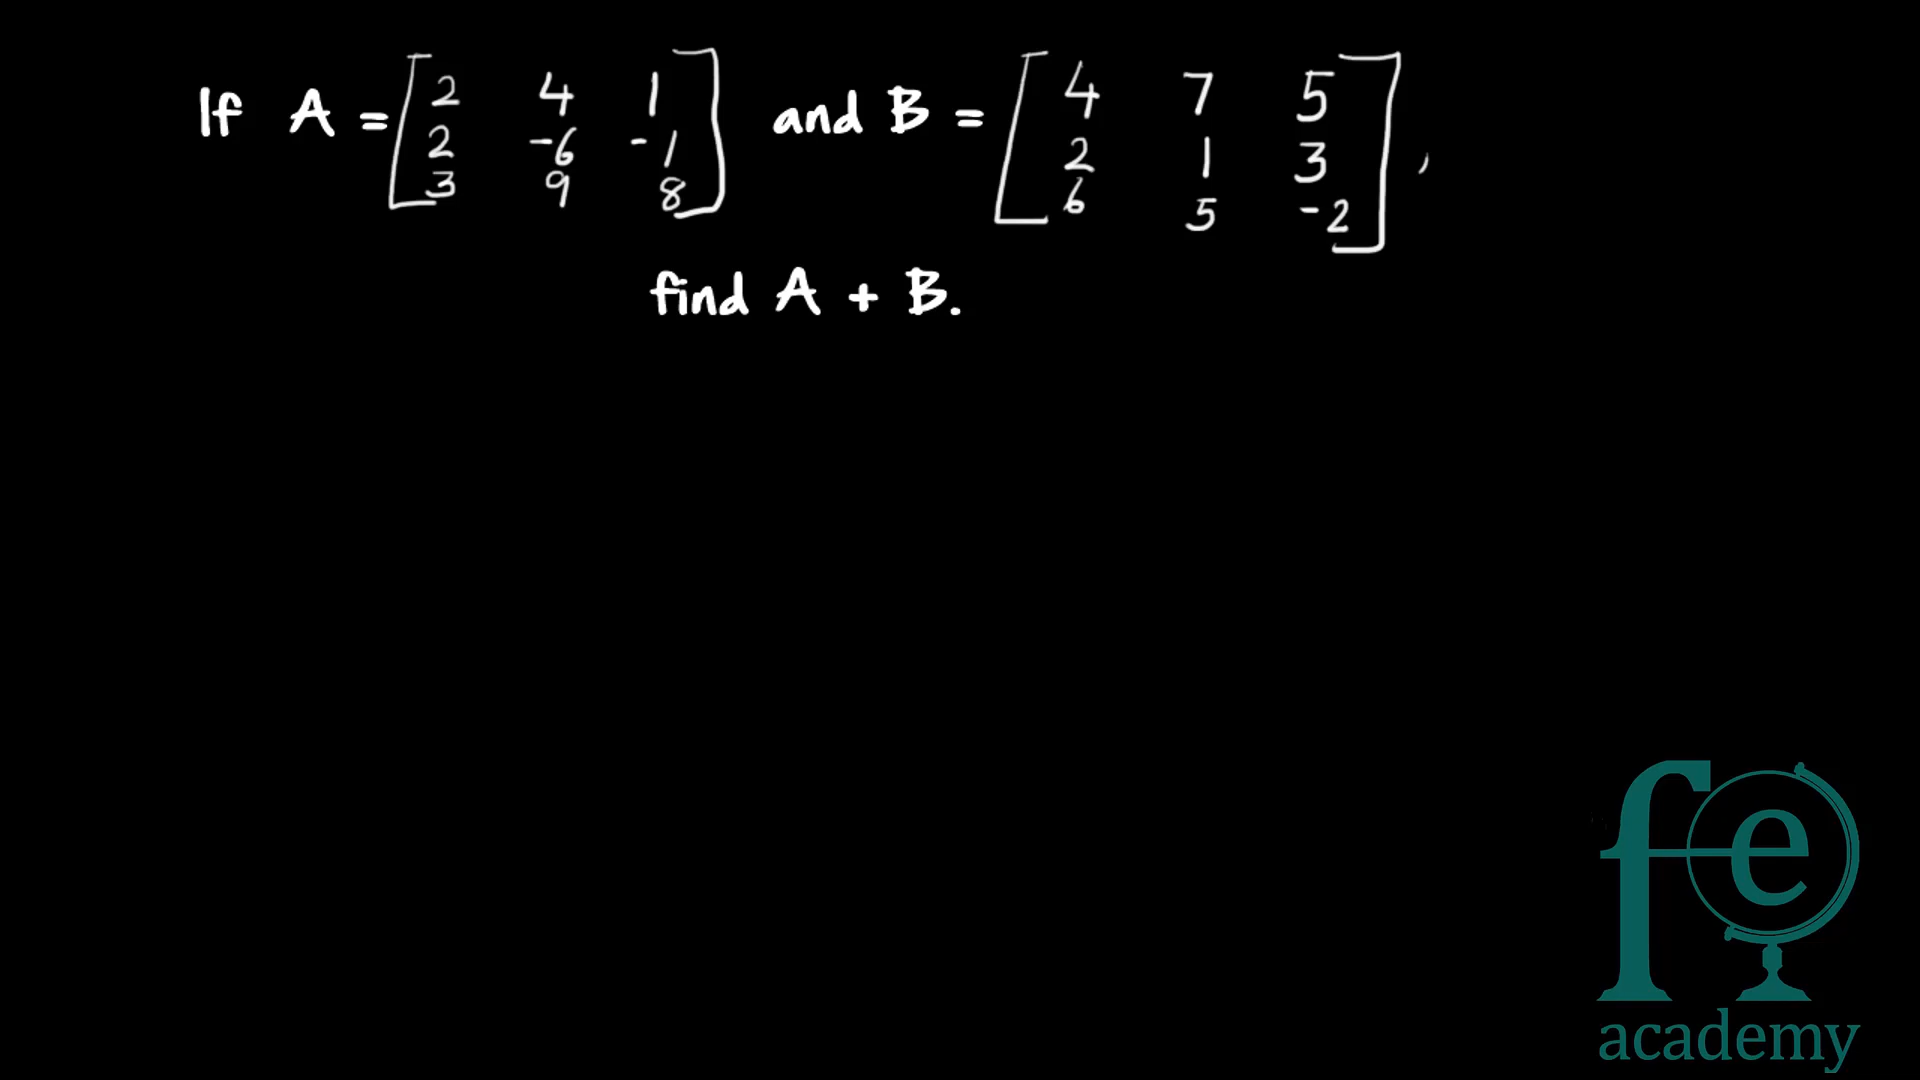 If A = [2 4 1
2 -6 -1
3 9 8] and B = [4 7 5
2 1 3
6 5 -2],
find A + B.
fe
academy